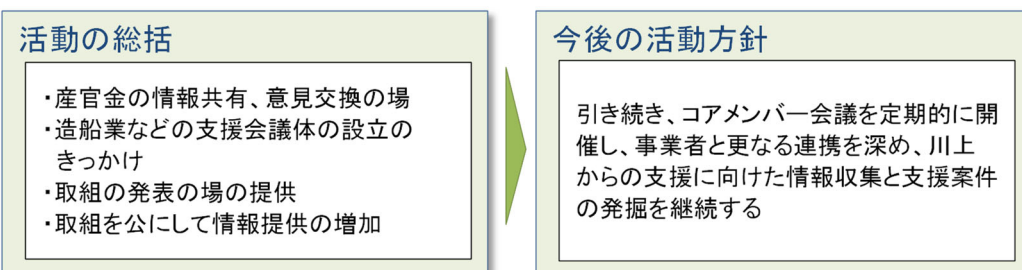 活動の総括
・産官金の情報共有、意見交換の場
・造船業などの支援会議体の設立の
きっかけ
・取組の発表の場の提供
・取組を公にして情報提供の増加
今後の活動方針
引き続き、コアメンバー会議を定期的に開
催し、事業者と更なる連携を深め、川上
からの支援に向けた情報収集と支援案件
の発掘を継続する